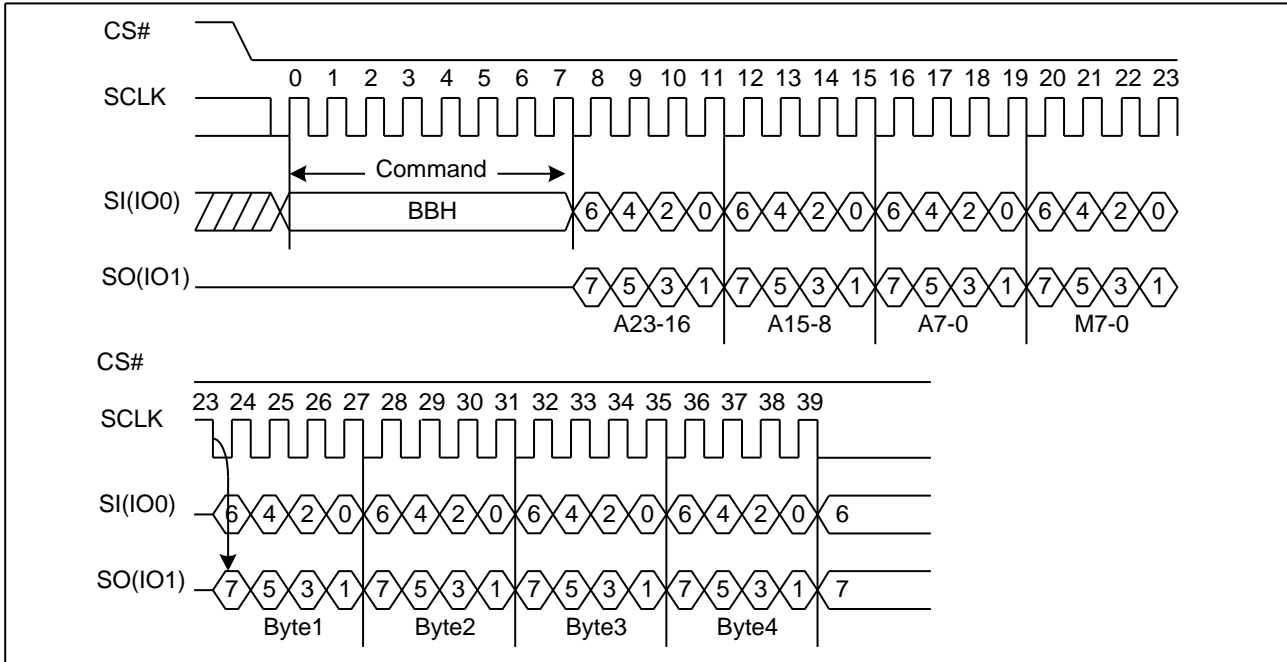 CS#
0 1 2 3 4 5 6 7 8 9 10 11 12 13 14 15 16 17 18 19 20 21 22 23
SCLK
Command
SI(IO0) BBH 6 4 2 0 6 4 2 0 6 4 2 0 6 4 2 0
SO(IO1) 7 5 3 1 7 5 3 1 7 5 3 1 7 5 3 1
A23-16 A15-8 A7-0 M7-0
CS#
23 24 25 26 27 28 29 30 31 32 33 34 35 36 37 38 39
SCLK
SI(IO0) 6 4 2 0 6 4 2 0 6 4 2 0 6 4 2 0 6
SO(IO1) 7 5 3 1 7 5 3 1 7 5 3 1 7 5 3 1 7
Byte1 Byte2 Byte3 Byte4